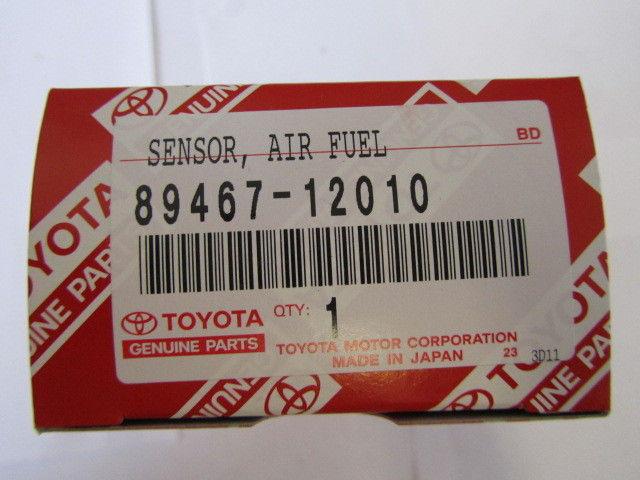 SENSOR, AIR FUEL
BD
89467-12010
TOYOTA
GENUINE PARTS
QTY: 1
TOYOTA MOTOR CORPORATION
MADE IN JAPAN
23
3D11
TOYOTA